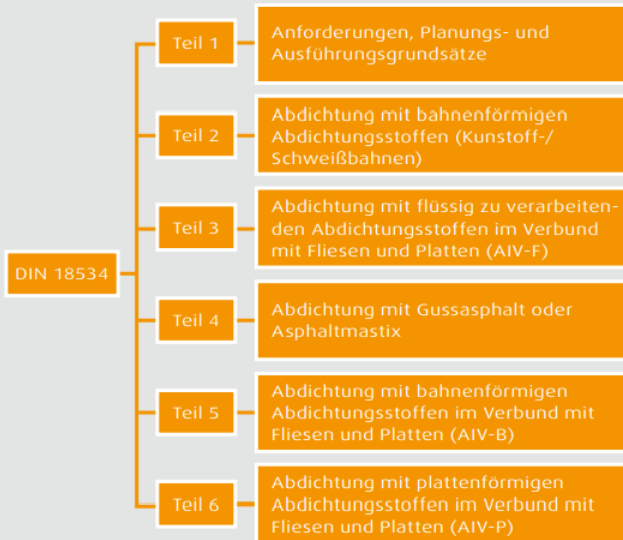 DIN 18534
Teil 1
Anforderungen, Planungs- und
Ausführungsgrundsätze
Teil 2
Abdichtung mit bahnenförmigen
Abdichtungsstoffen (Kunstoff-/
Schweißbahnen)
Teil 3
Abdichtung mit flüssig zu verarbeiten-
den Abdichtungsstoffen im Verbund
mit Fliesen und Platten (AIV-F)
Teil 4
Abdichtung mit Gussasphalt oder
Asphaltmastix
Teil 5
Abdichtung mit bahnenförmigen
Abdichtungsstoffen im Verbund mit
Fliesen und Platten (AIV-B)
Teil 6
Abdichtung mit plattenförmigen
Abdichtungsstoffen im Verbund mit
Fliesen und Platten (AIV-P)